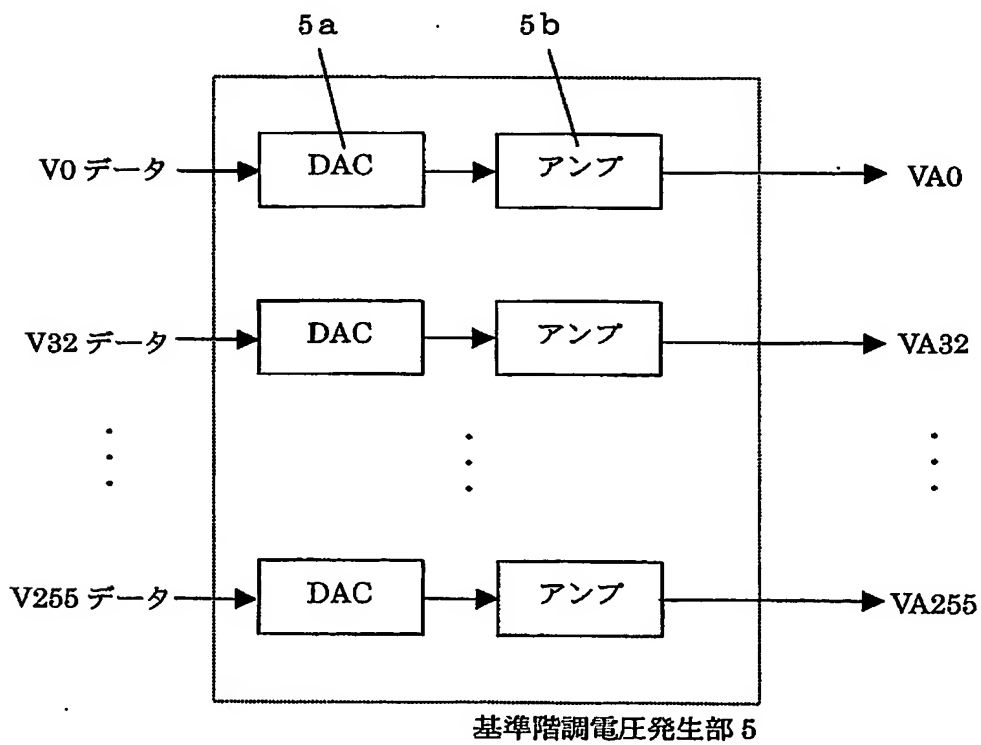 5a 5b
V0 データ DAC アンプ VA0
V32 データ DAC アンプ VA32
V255 データ DAC アンプ VA255
基準階調電圧発生部 5